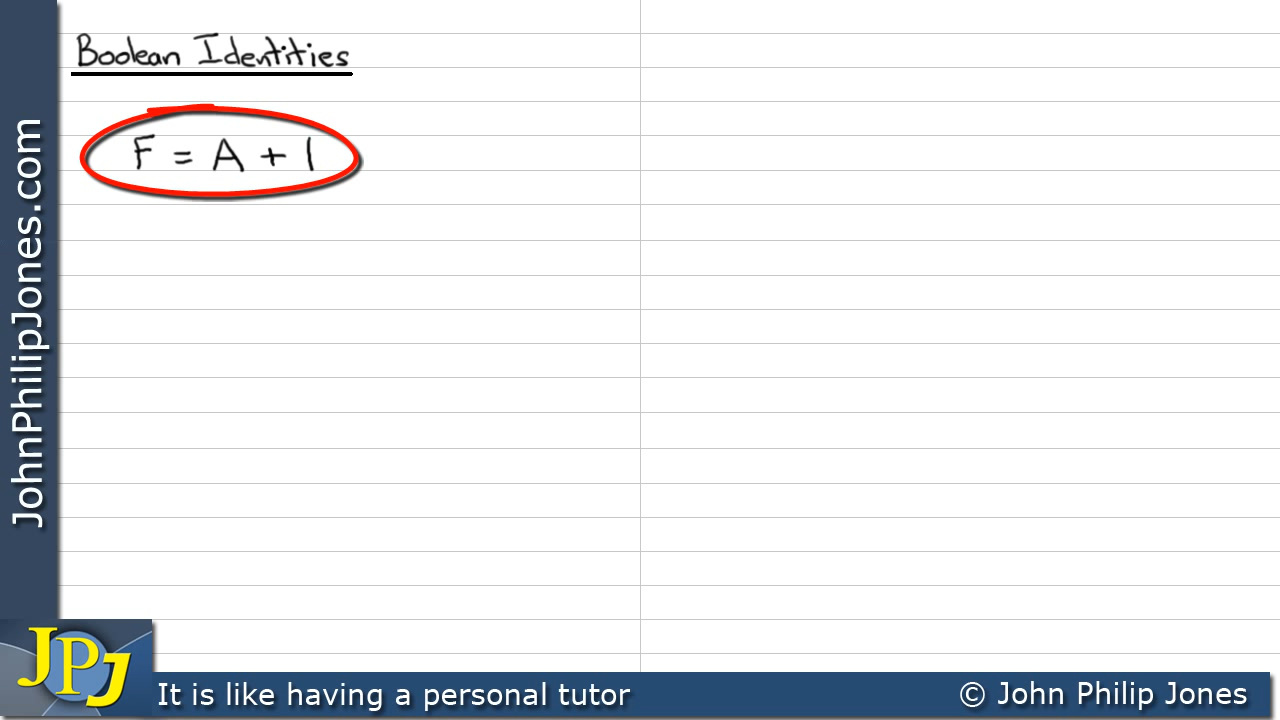 Boolean Identities
F = A + 1
JohnPhilipJones.com
JPJ
It is like having a personal tutor
© John Philip Jones